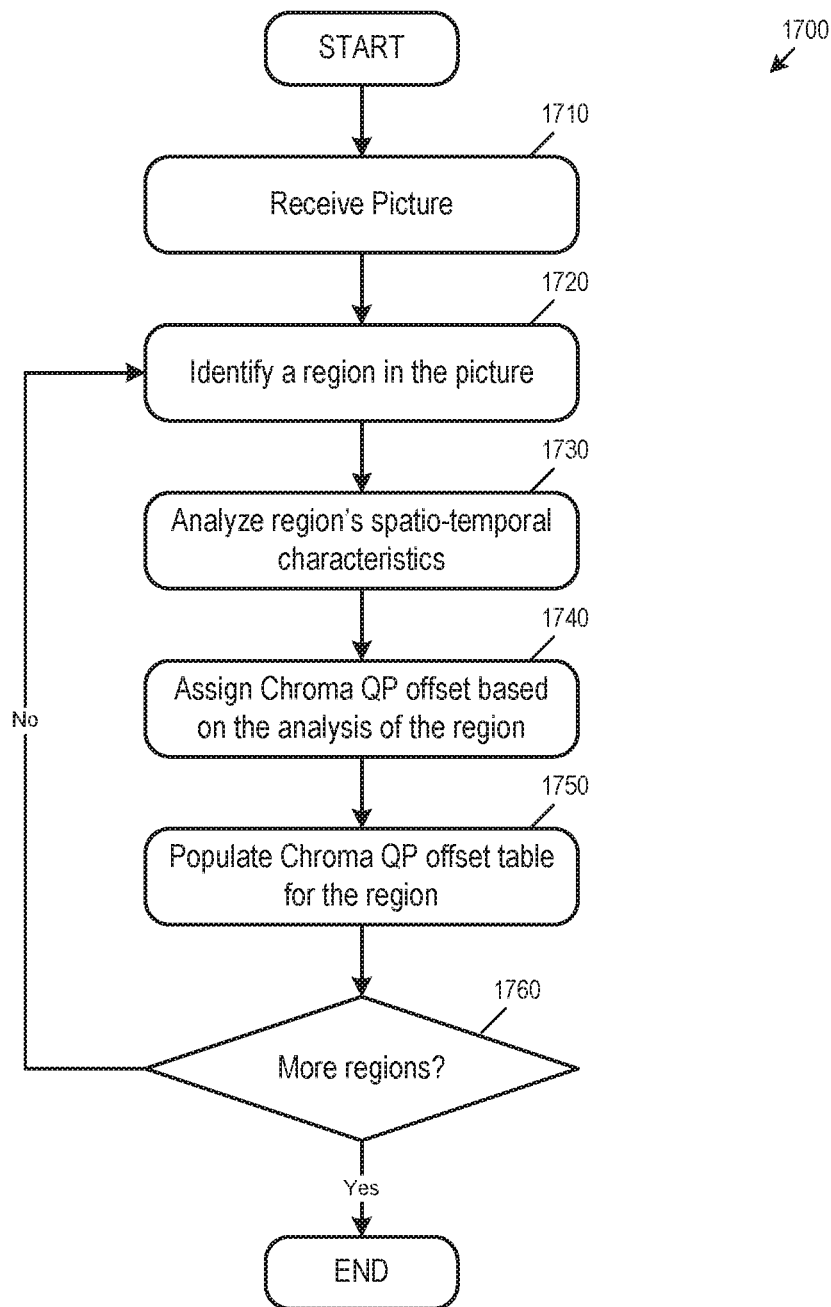 START
1700
1710
Receive Picture
1720
Identify a region in the picture
1730
Analyze region's spatio-temporal
characteristics
1740
Assign Chroma QP offset based
on the analysis of the region
No
1750
Populate Chroma QP offset table
for the region
1760
More regions?
Yes
END